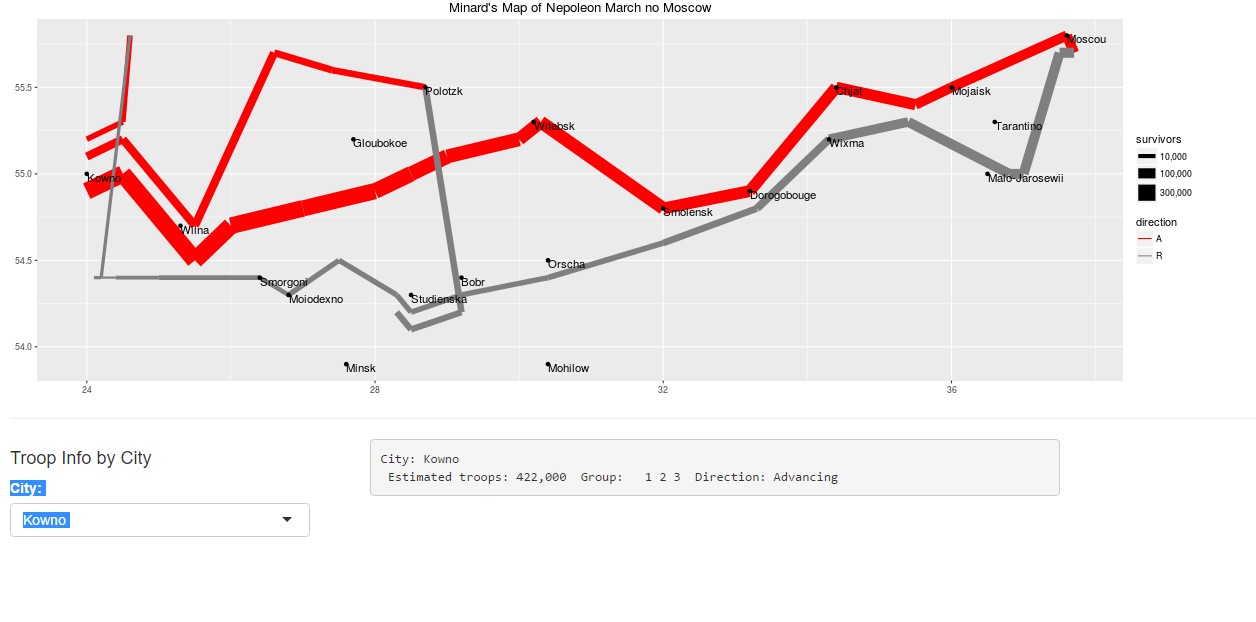 Minard's Map of Nepoleon March no Moscow
Moscou
55.5
Polotzk
Chjat
Mojaisk
Witebsk
Tarantino
survivors
Gloubokoe
Wixma
10,000
55.0
Kowno
Malo-Jarosewii
100,000
300,000
Dorogobouge
Smolensk
direction
Wilna
A
R
54.5
Orscha
Smorgoni
Bobr
Moiodexno
Studienska
54.0
Minsk
Mohilow
24
28
32
36
Troop Info by City
City:
Kowno
City: Kowno
Estimated troops: 422,000 Group: 1 2 3 Direction: Advancing